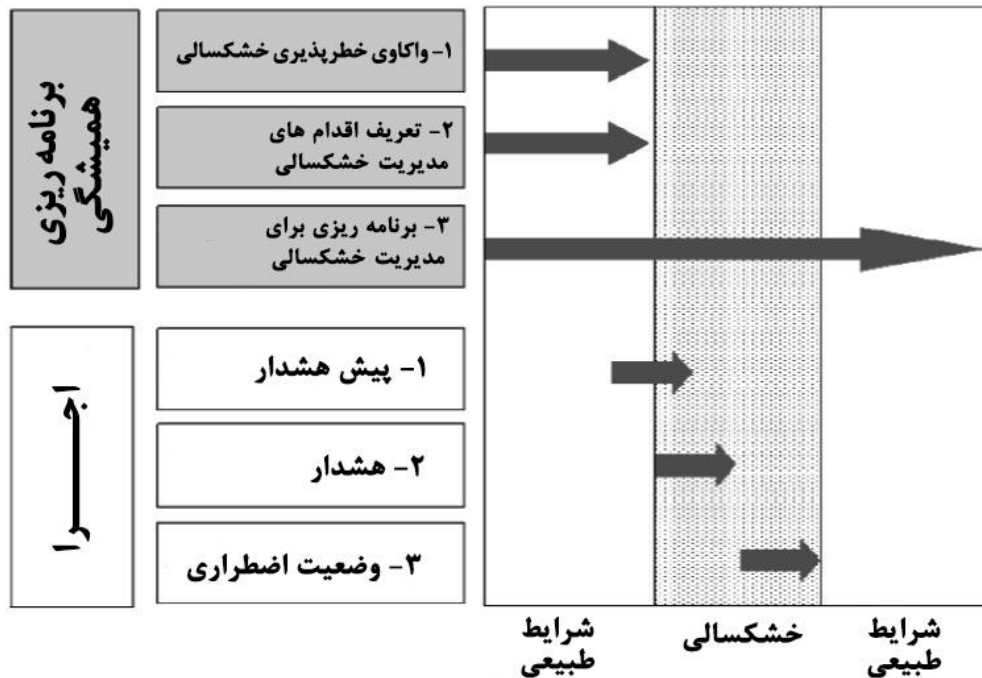 برنامه ریزی
همیشگی
۱- واکاوی خطرپذیری خشکسالی
۲- تعریف اقدام های
مدیریت خشکسالی
۳- برنامه ریزی برای
مدیریت خشکسالی
اجــــــرا
۱- پیش هشدار
۲- هشدار
۳- وضعیت اضطراری
شرایط
طبیعی
خشکسالی
شرایط
طبیعی